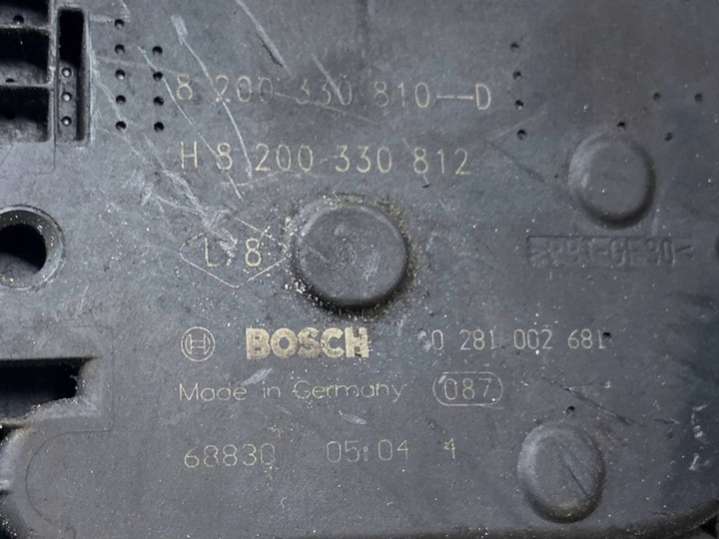 8 200 330 810--D
H 8 200 330 812
L 8
H BOSCH 0 281 002 681
Made in Germany 087
68830 05.04 4